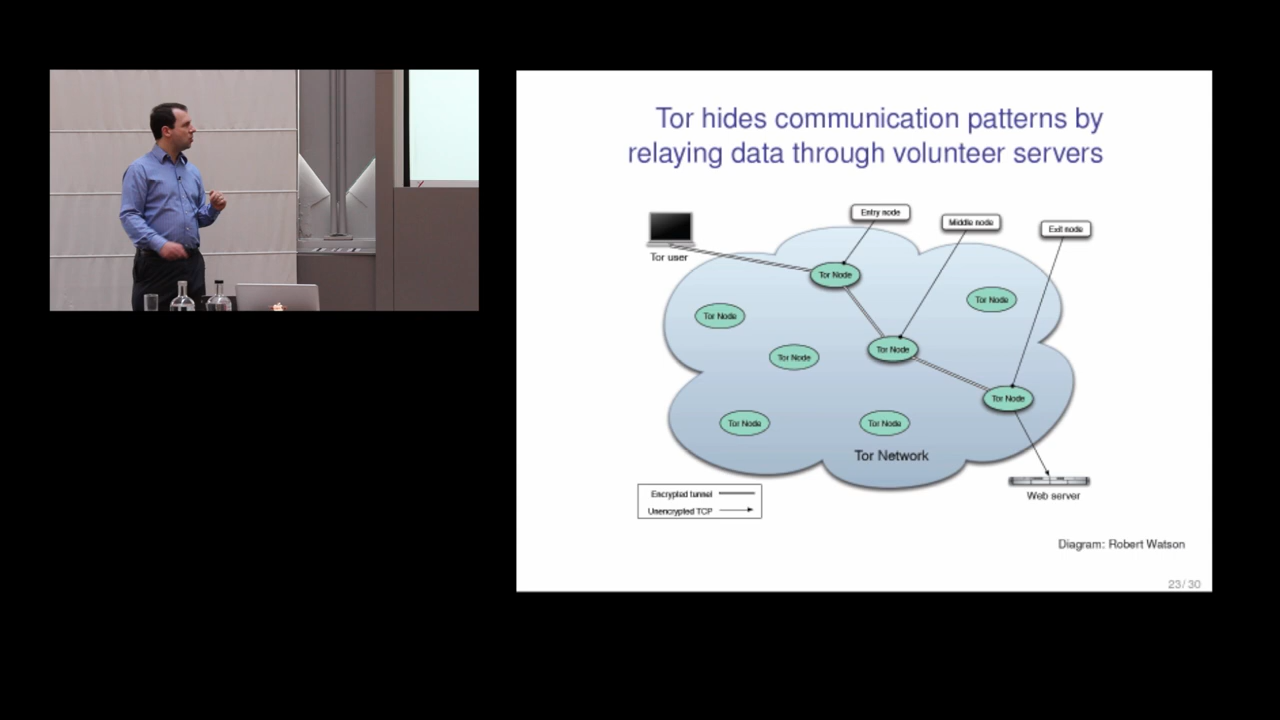 Tor hides communication patterns by
relaying data through volunteer servers
Entry node
Middle node
Exit node
Tor user
Tor Node
Tor Node
Tor Node
Tor Node
Tor Node
Tor Node
Tor Node
Tor Node
Tor Network
Encrypted tunnel
Unencrypted TCP
Web server
Diagram: Robert Watson
23/30